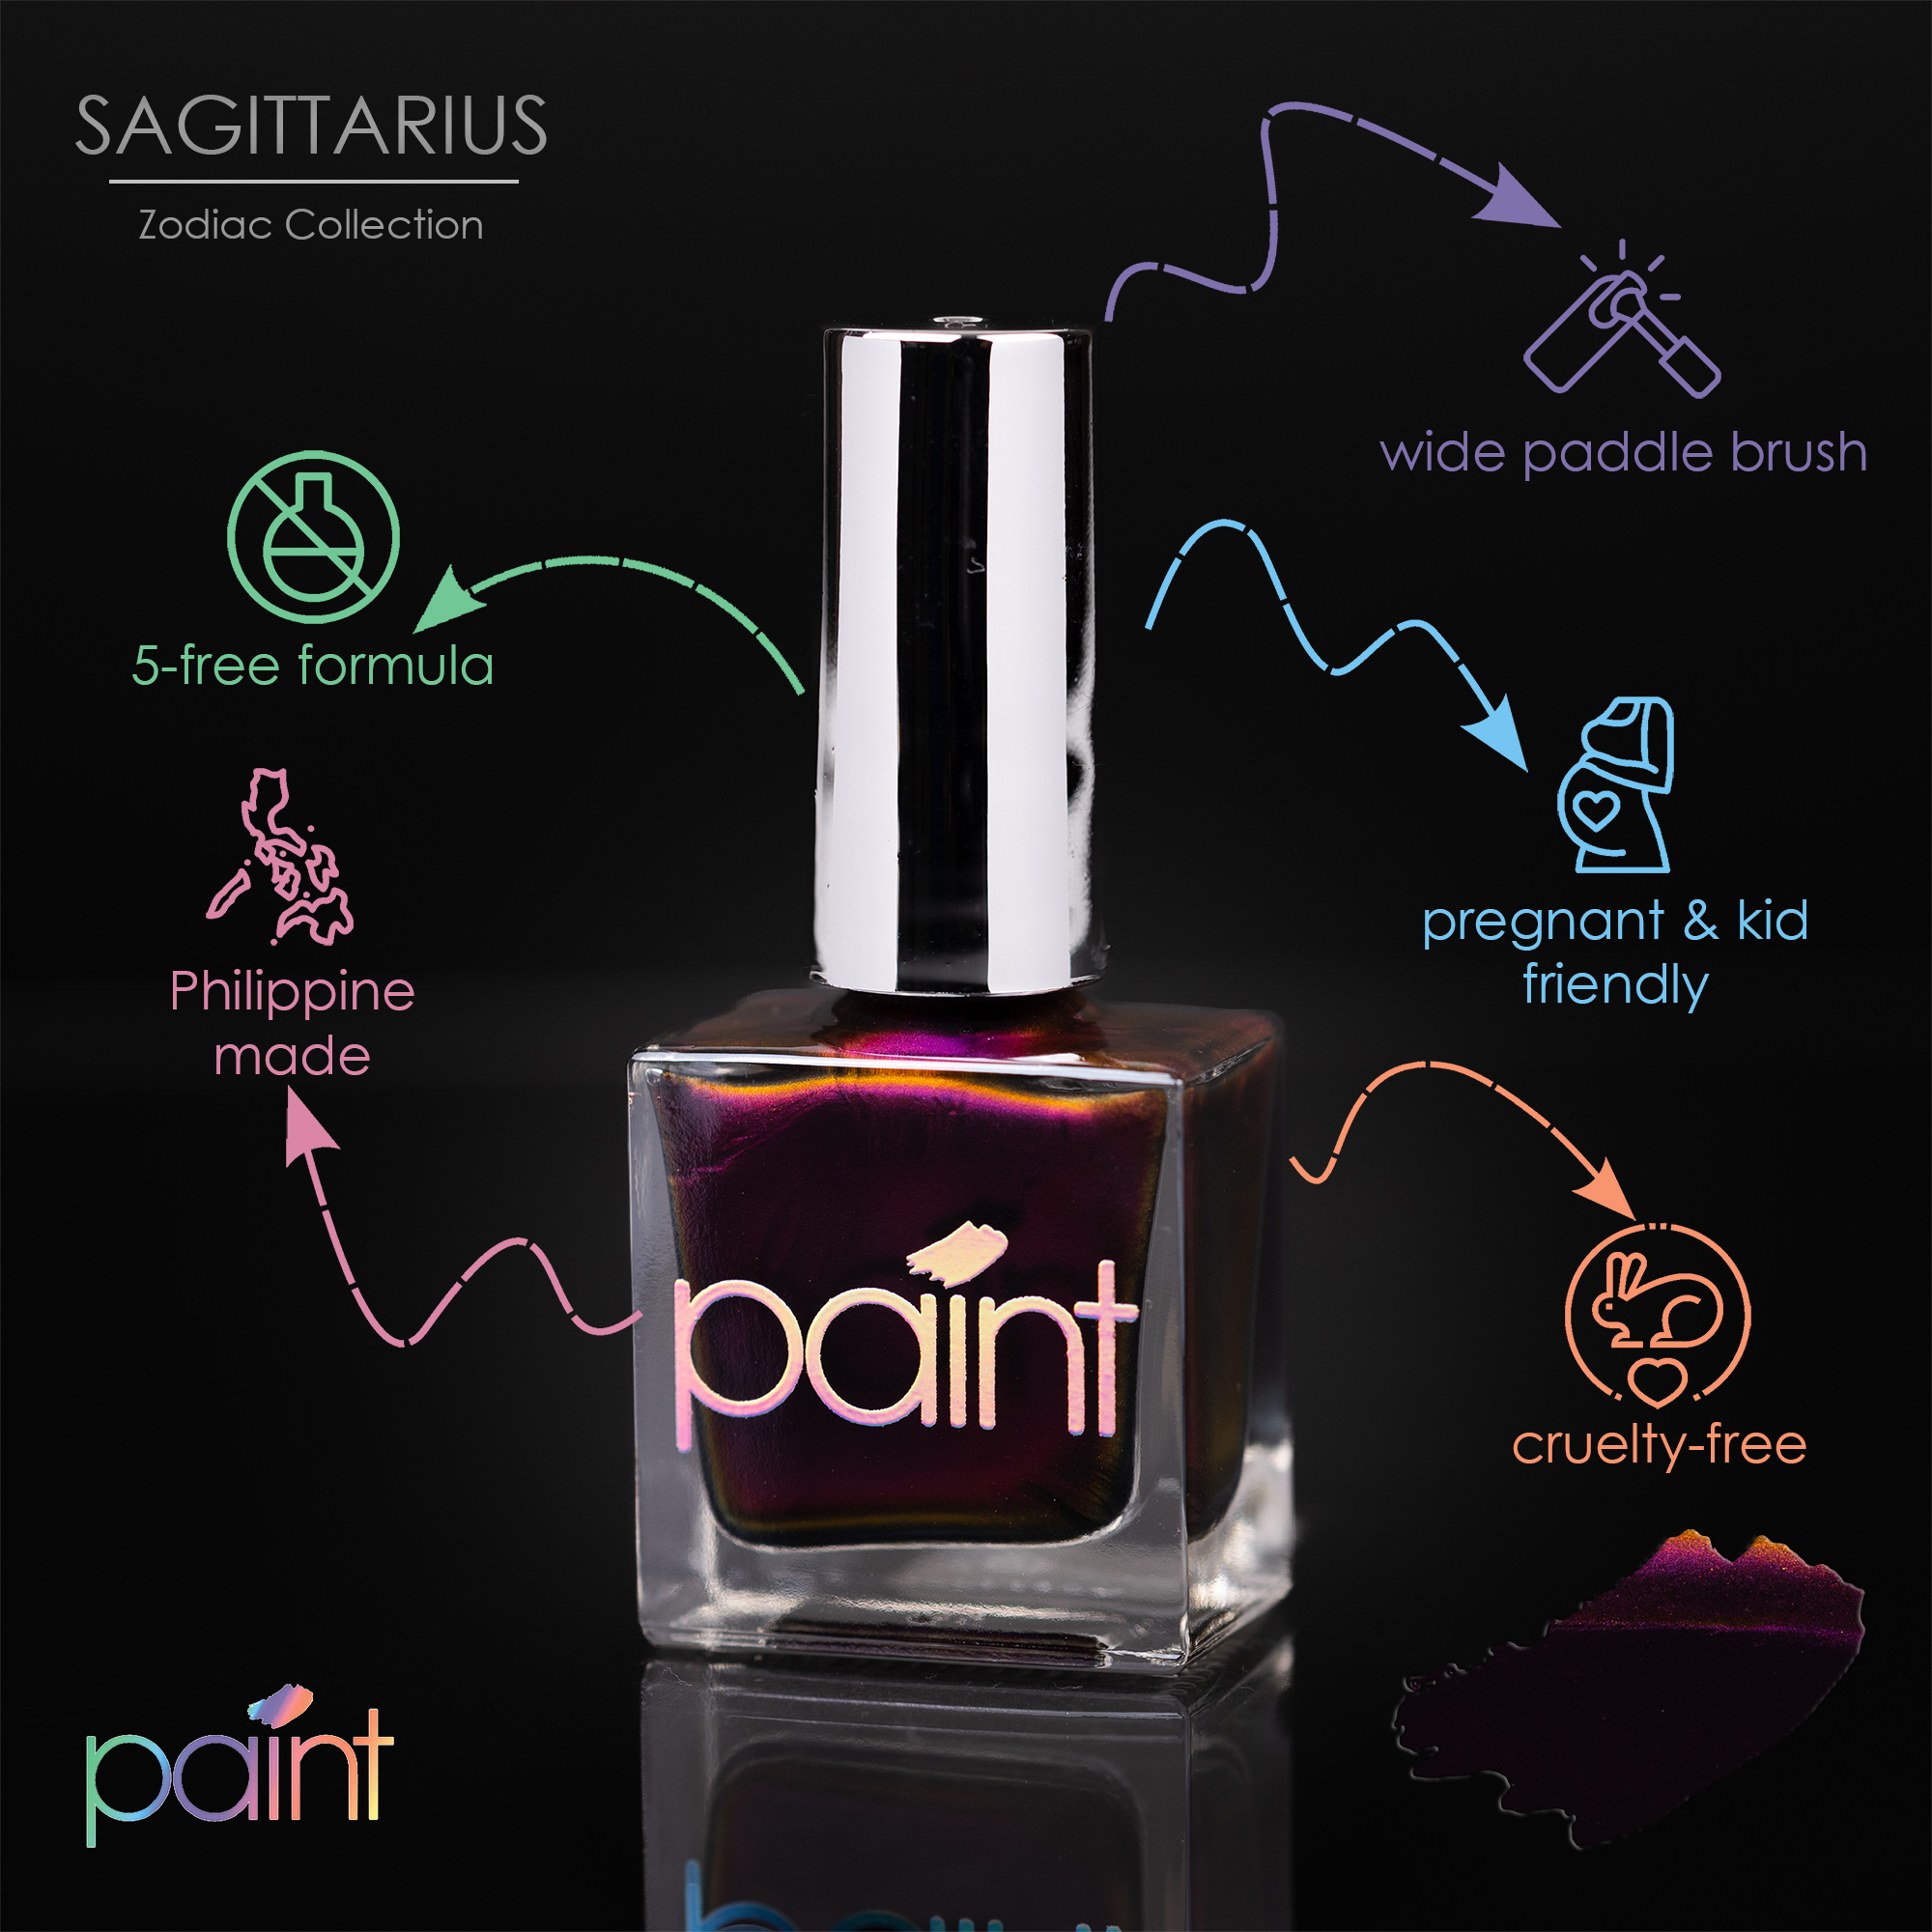 SAGITTARIUS
Zodiac Collection
wide paddle brush
5-free formula
pregnant & kid
friendly
Philippine
made
paint
cruelty-free
paint